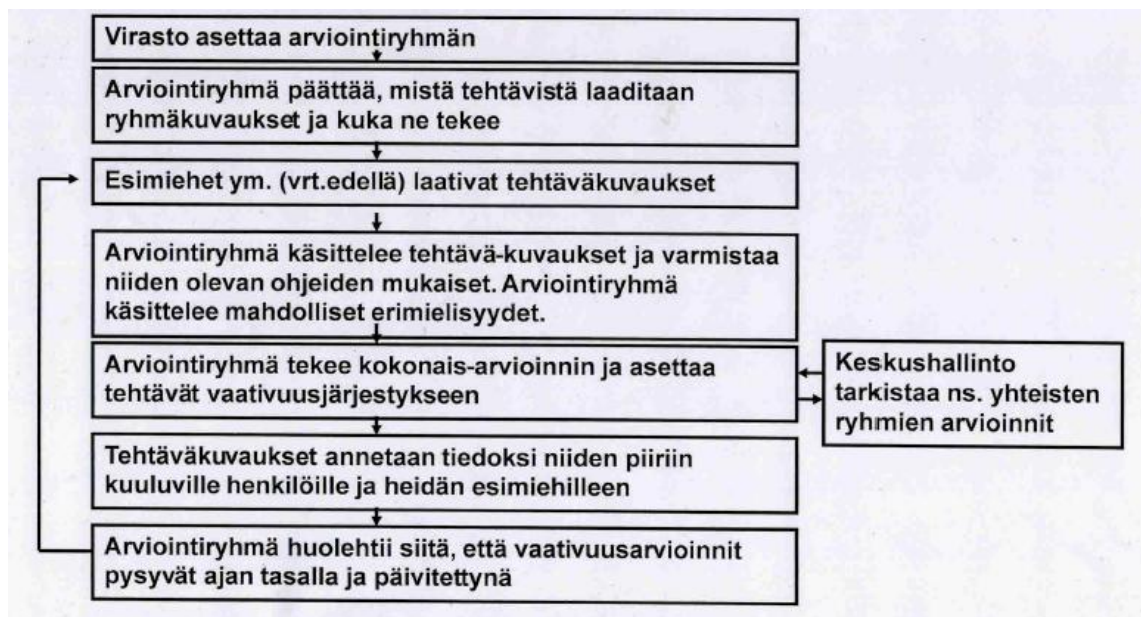 Virasto asettaa arviointiryhmän
Arviointiryhmä päättää, mistä tehtävistä laaditaan
ryhmäkuvaukset ja kuka ne tekee
Esimiehet ym. (vrt.edellä) laativat tehtäväkuvaukset
Arviointiryhmä käsittelee tehtävä-kuvaukset ja varmistaa
niiden olevan ohjeiden mukaiset. Arviointiryhmä
käsittelee mahdolliset erimielisyydet.
Arviointiryhmä tekee kokonais-arvioinnin ja asettaa
tehtävät vaativuusjärjestykseen
Keskushallinto
tarkistaa ns. yhteisten
ryhmien arvioinnit
Tehtäväkuvaukset annetaan tiedoksi niiden piiriin
kuuluville henkilöille ja heidän esimiehilleen
Arviointiryhmä huolehtii siitä, että vaativuusarvioinnit
pysyvät ajan tasalla ja päivitettynä